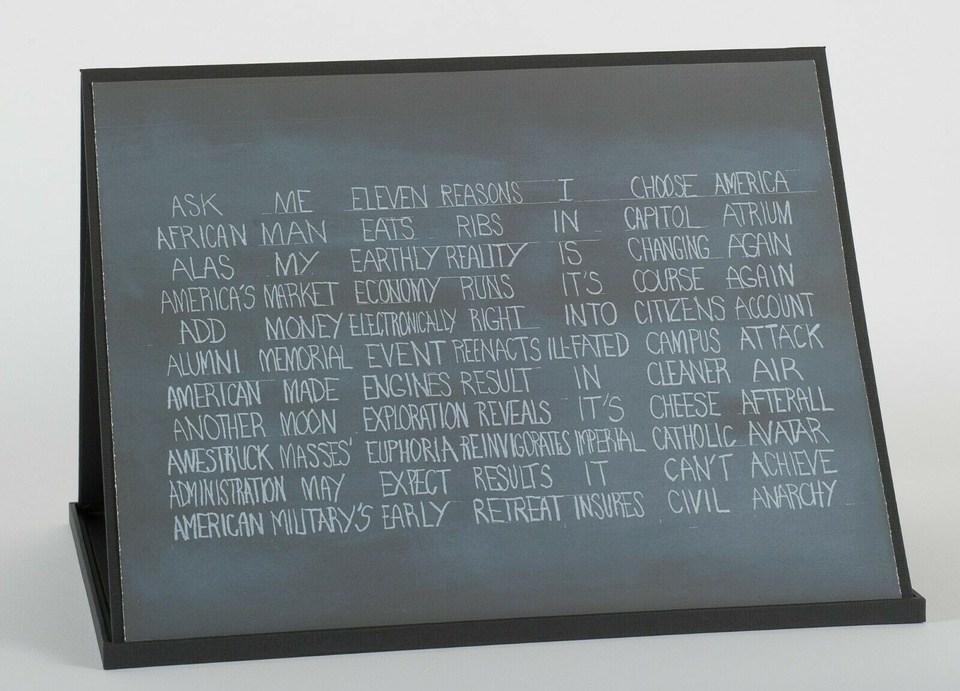 ASK ME ELEVEN REASONS I CHOOSE AMERICA
AFRICAN MAN EATS RIBS IN CAPITOL ATRIUM
ALAS MY EARTHLY REALITY IS CHANGING AGAIN
AMERICA'S MARKET ECONOMY RUNS IT'S COURSE AGAIN
ADD MONEY ELECTRONICALLY RIGHT INTO CITIZENS ACCOUNT
ALUMNI MEMORIAL EVENT REENACTS ILL-FATED CAMPUS ATTACK
AMERICAN MADE ENGINES RESULT IN CLEANER AIR
ANOTHER MOON EXPLORATION REVEALS IT'S CHEESE AFTERALL
AWESTRUCK MASSES' EUPHORIA REINVIGORATES IMPERIAL CATHOLIC AVATAR
ADMINISTRATION MAY EXPECT RESULTS IT CAN'T ACHIEVE
AMERICAN MILITARY'S EARLY RETREAT INSURES CIVIL ANARCHY